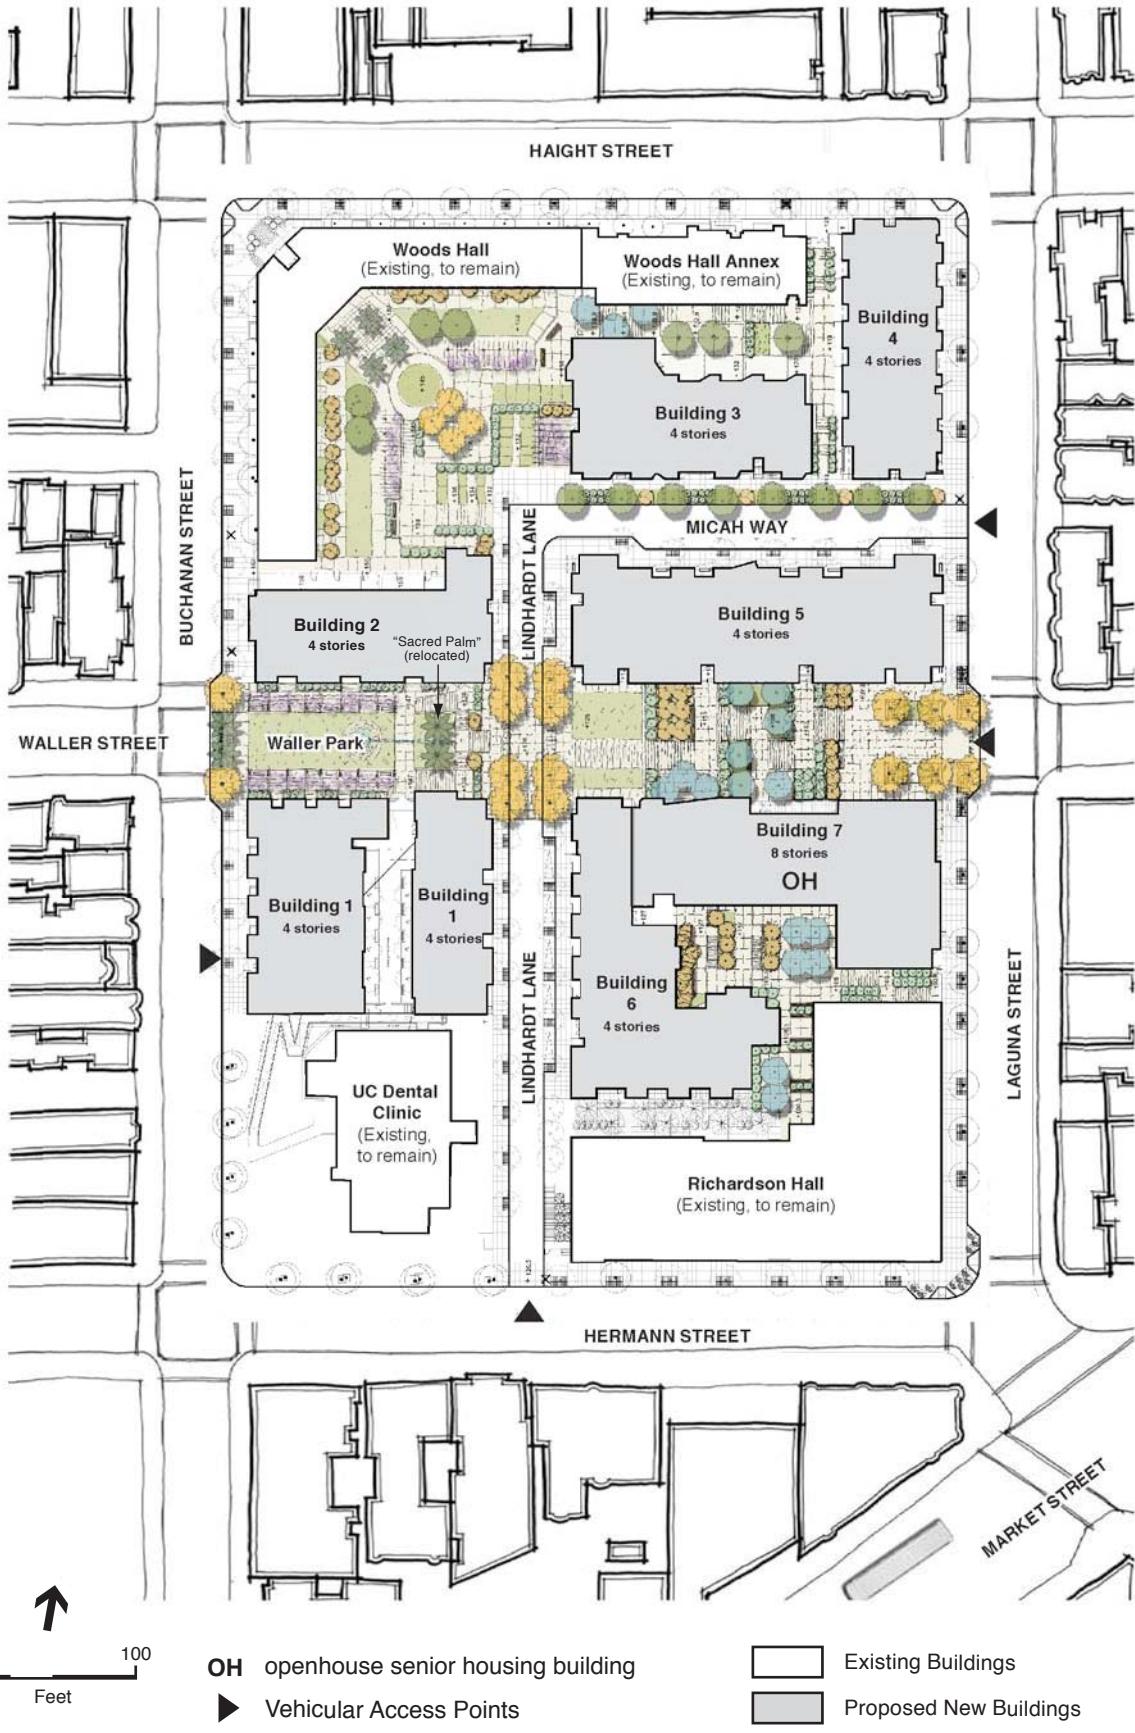 HAIGHT STREET
Woods Hall
(Existing, to remain)
Woods Hall Annex
(Existing, to remain)
Building
4
4 stories
Building 3
4 stories
BUCHANAN STREET
LINDHARDT LANE
MICAH WAY
Building 2
4 stories
"Sacred Palm"
(relocated)
Building 5
4 stories
WALLER STREET
Waller Park
Building 7
8 stories
OH
Building 1
4 stories
Building
1
4 stories
Building
6
4 stories
LINDHARDT LANE
LAGUNA STREET
UC Dental
Clinic
(Existing,
to remain)
Richardson Hall
(Existing, to remain)
HERMANN STREET
MARKET STREET
100
Feet
OH openhouse senior housing building
Vehicular Access Points
Existing Buildings
Proposed New Buildings